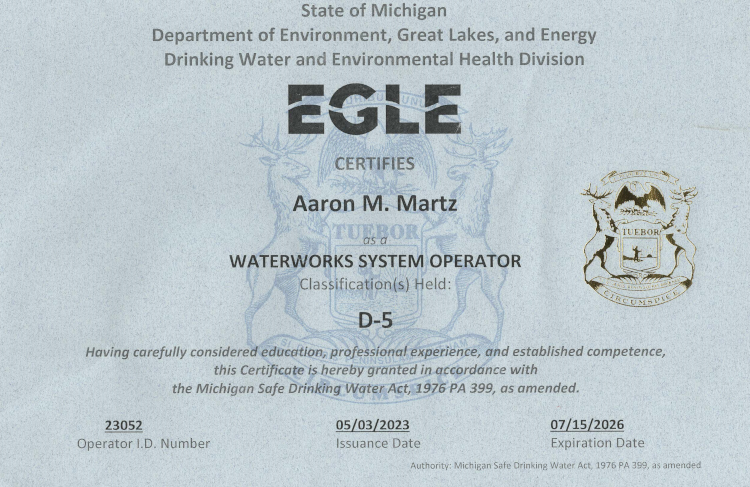 State of Michigan
Department of Environment, Great Lakes, and Energy
Drinking Water and Environmental Health Division
EGLE
CERTIFIES
Aaron M. Martz
as a
TUEBOR
TUEBOR
WATERWORKS SYSTEM OPERATOR
Classification(s) Held:
CIRCUMSPICE
D-5
Having carefully considered education, professional experience, and established competence,
this Certificate is hereby granted in accordance with
the Michigan Safe Drinking Water Act, 1976 PA 399, as amended.
CIRCUMSPICE
23052 05/03/2023 07/15/2026
Operator I.D. Number Issuance Date Expiration Date
Authority: Michigan Safe Drinking Water Act, 1976 PA 399, as amended